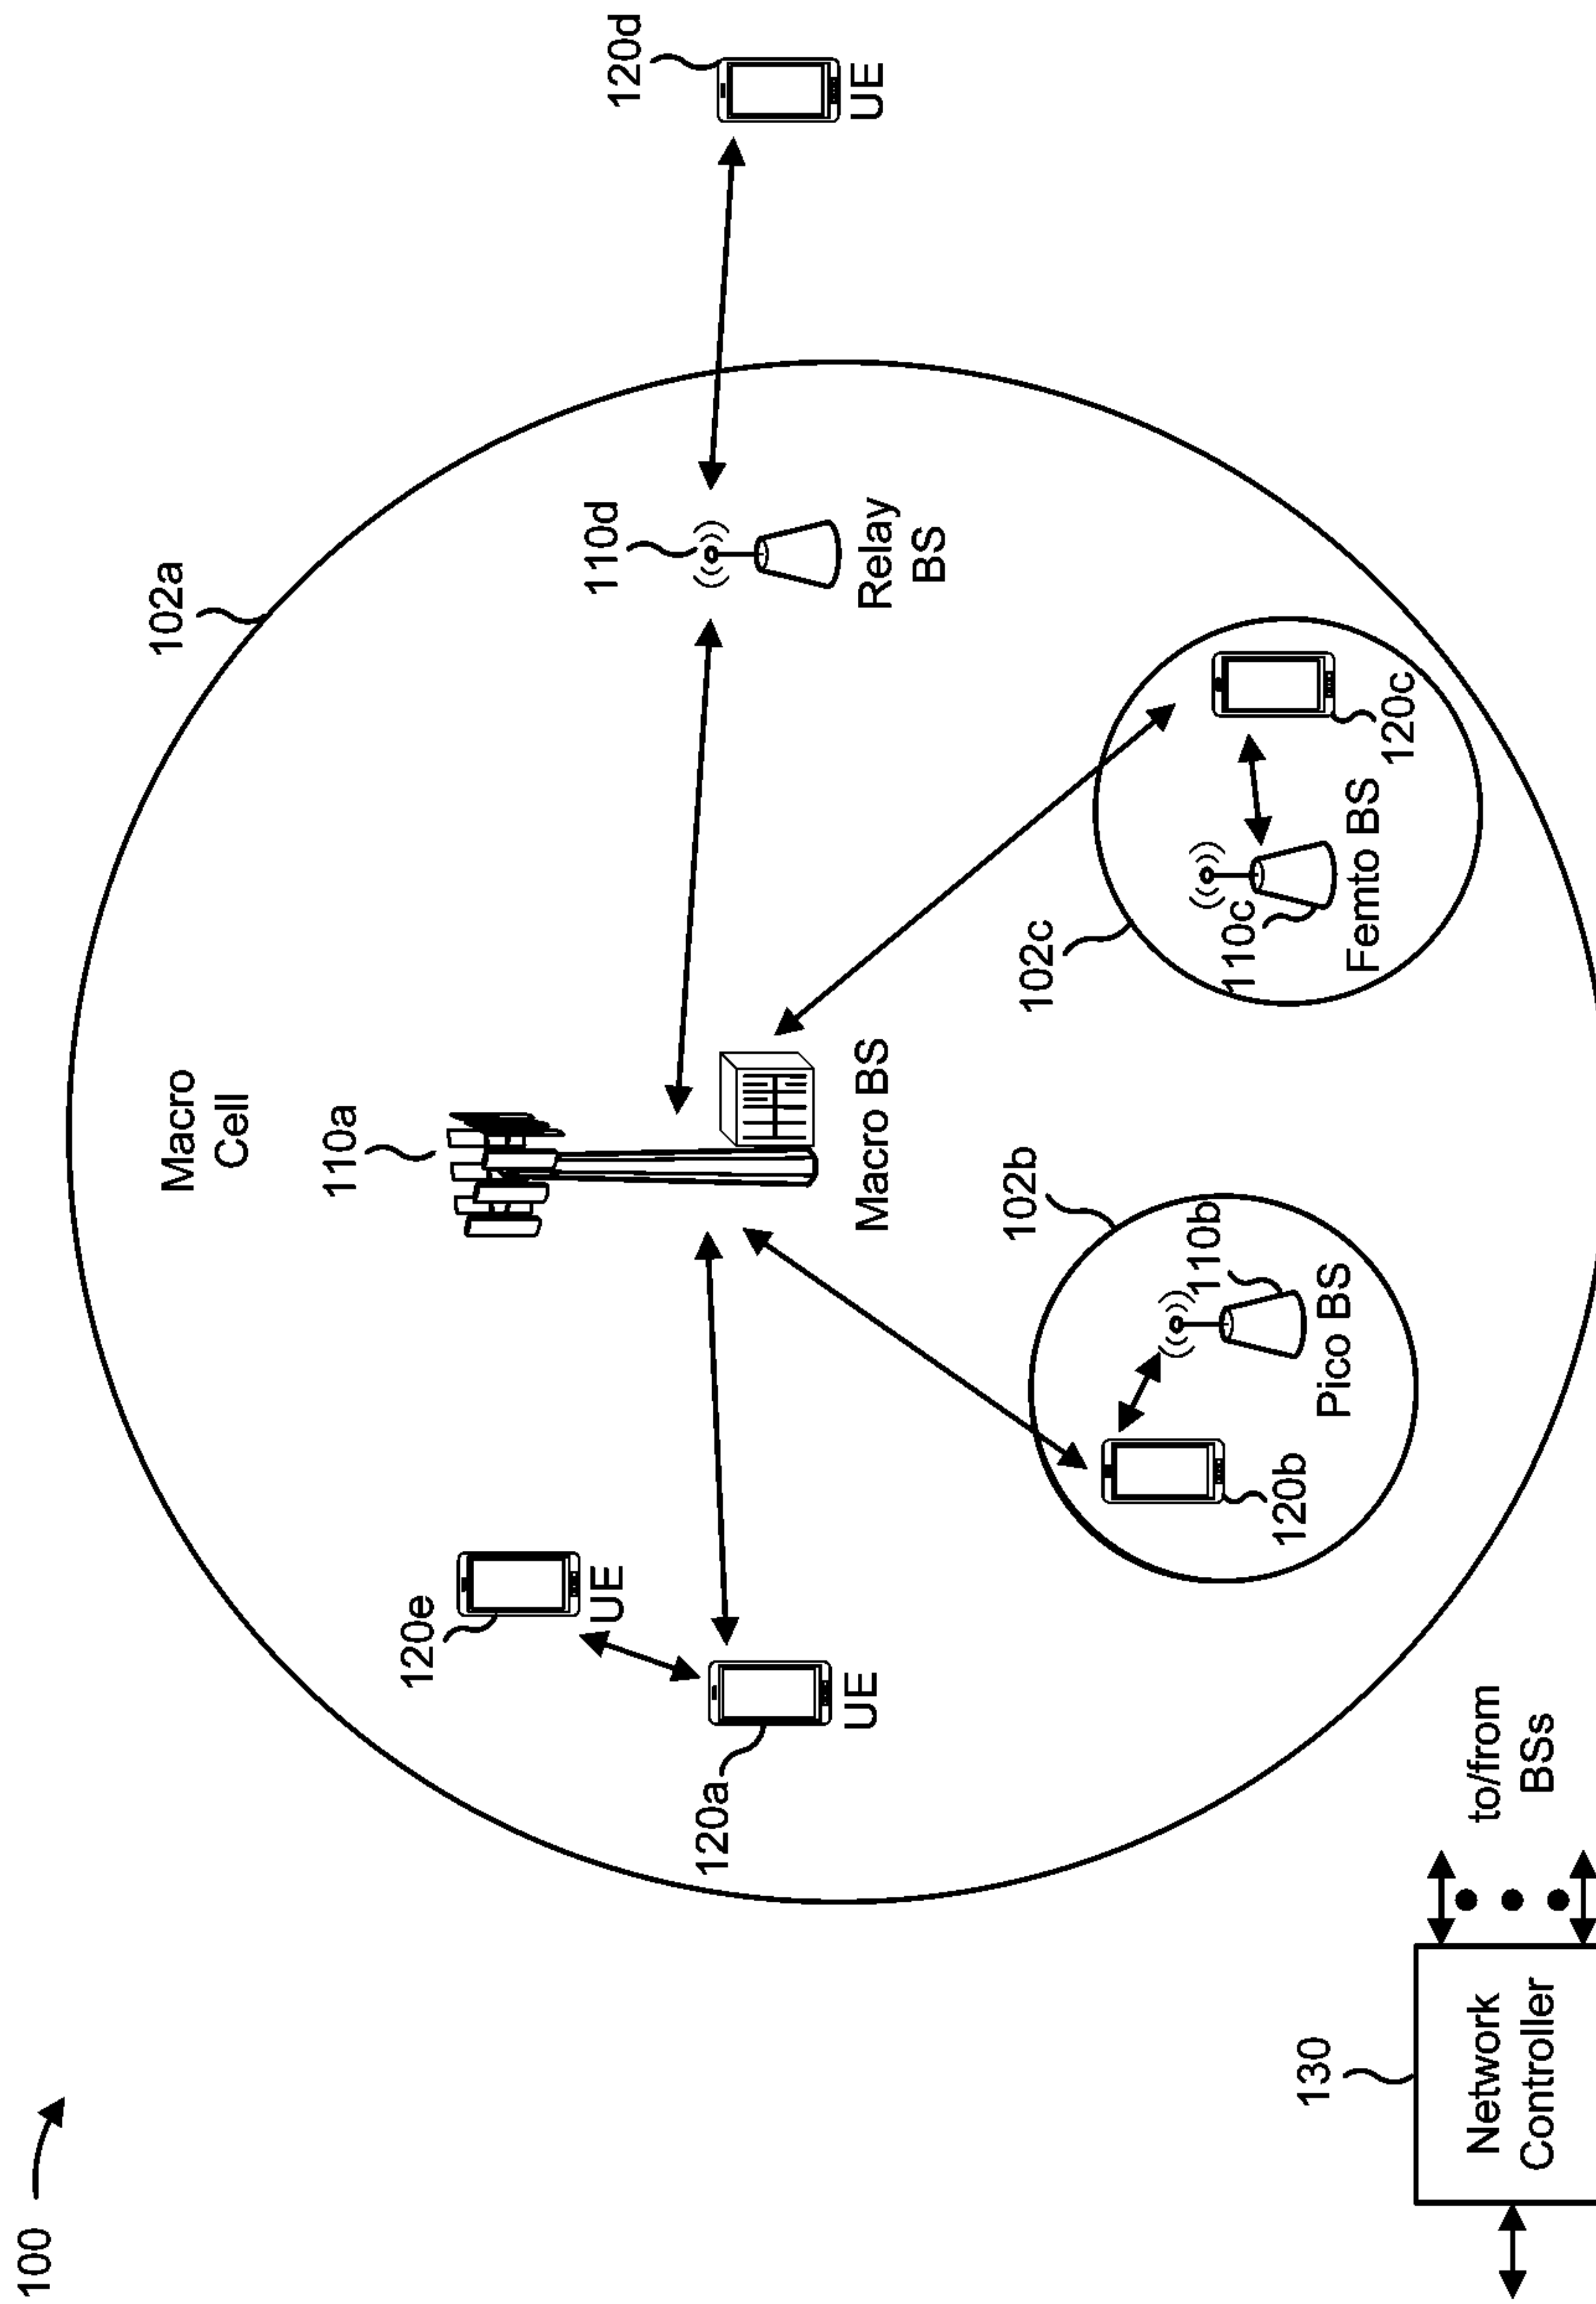 100
102a
Macro
Cell
110a
120e
UE
120a
UE
Macro BS
110d
Relay
BS
120d
UE
102b
110b
120b
Pico BS
102c
110c
120c
Femto BS
130
Network
Controller
to/from
BSs